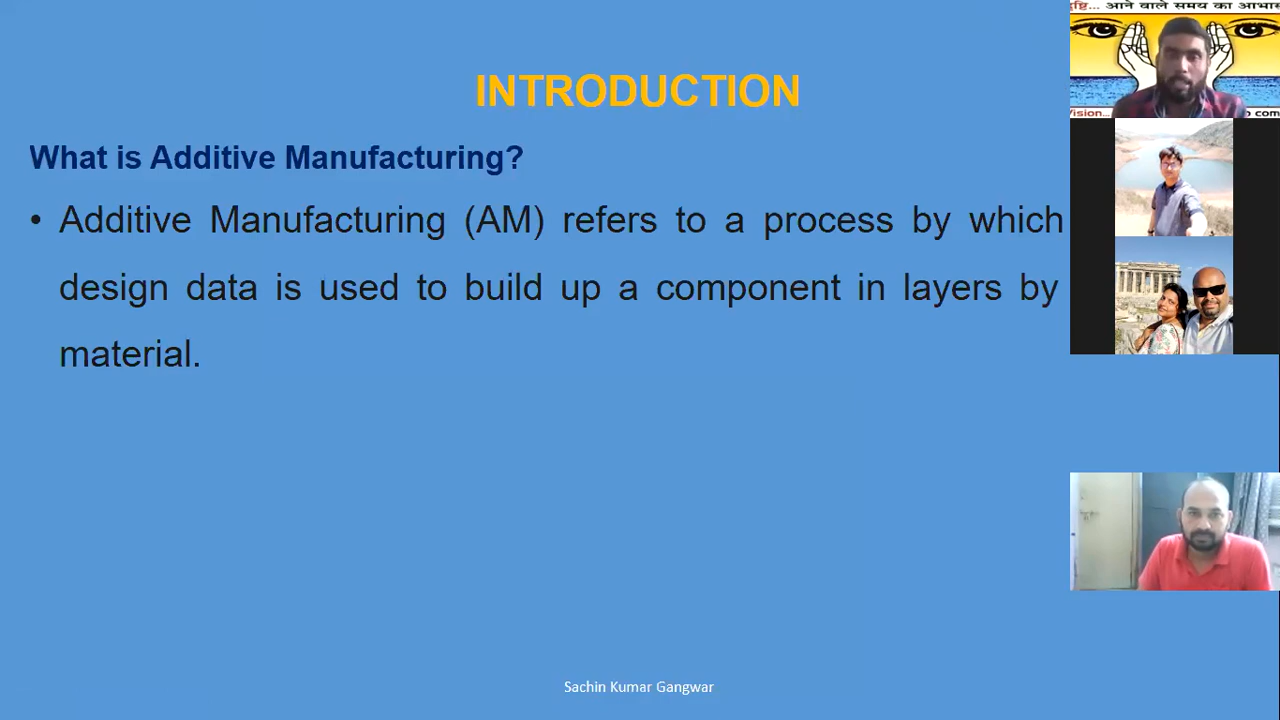 INTRODUCTION
What is Additive Manufacturing?
• Additive Manufacturing (AM) refers to a process by which
design data is used to build up a component in layers by
material.
Sachin Kumar Gangwar
आने वाले समय का